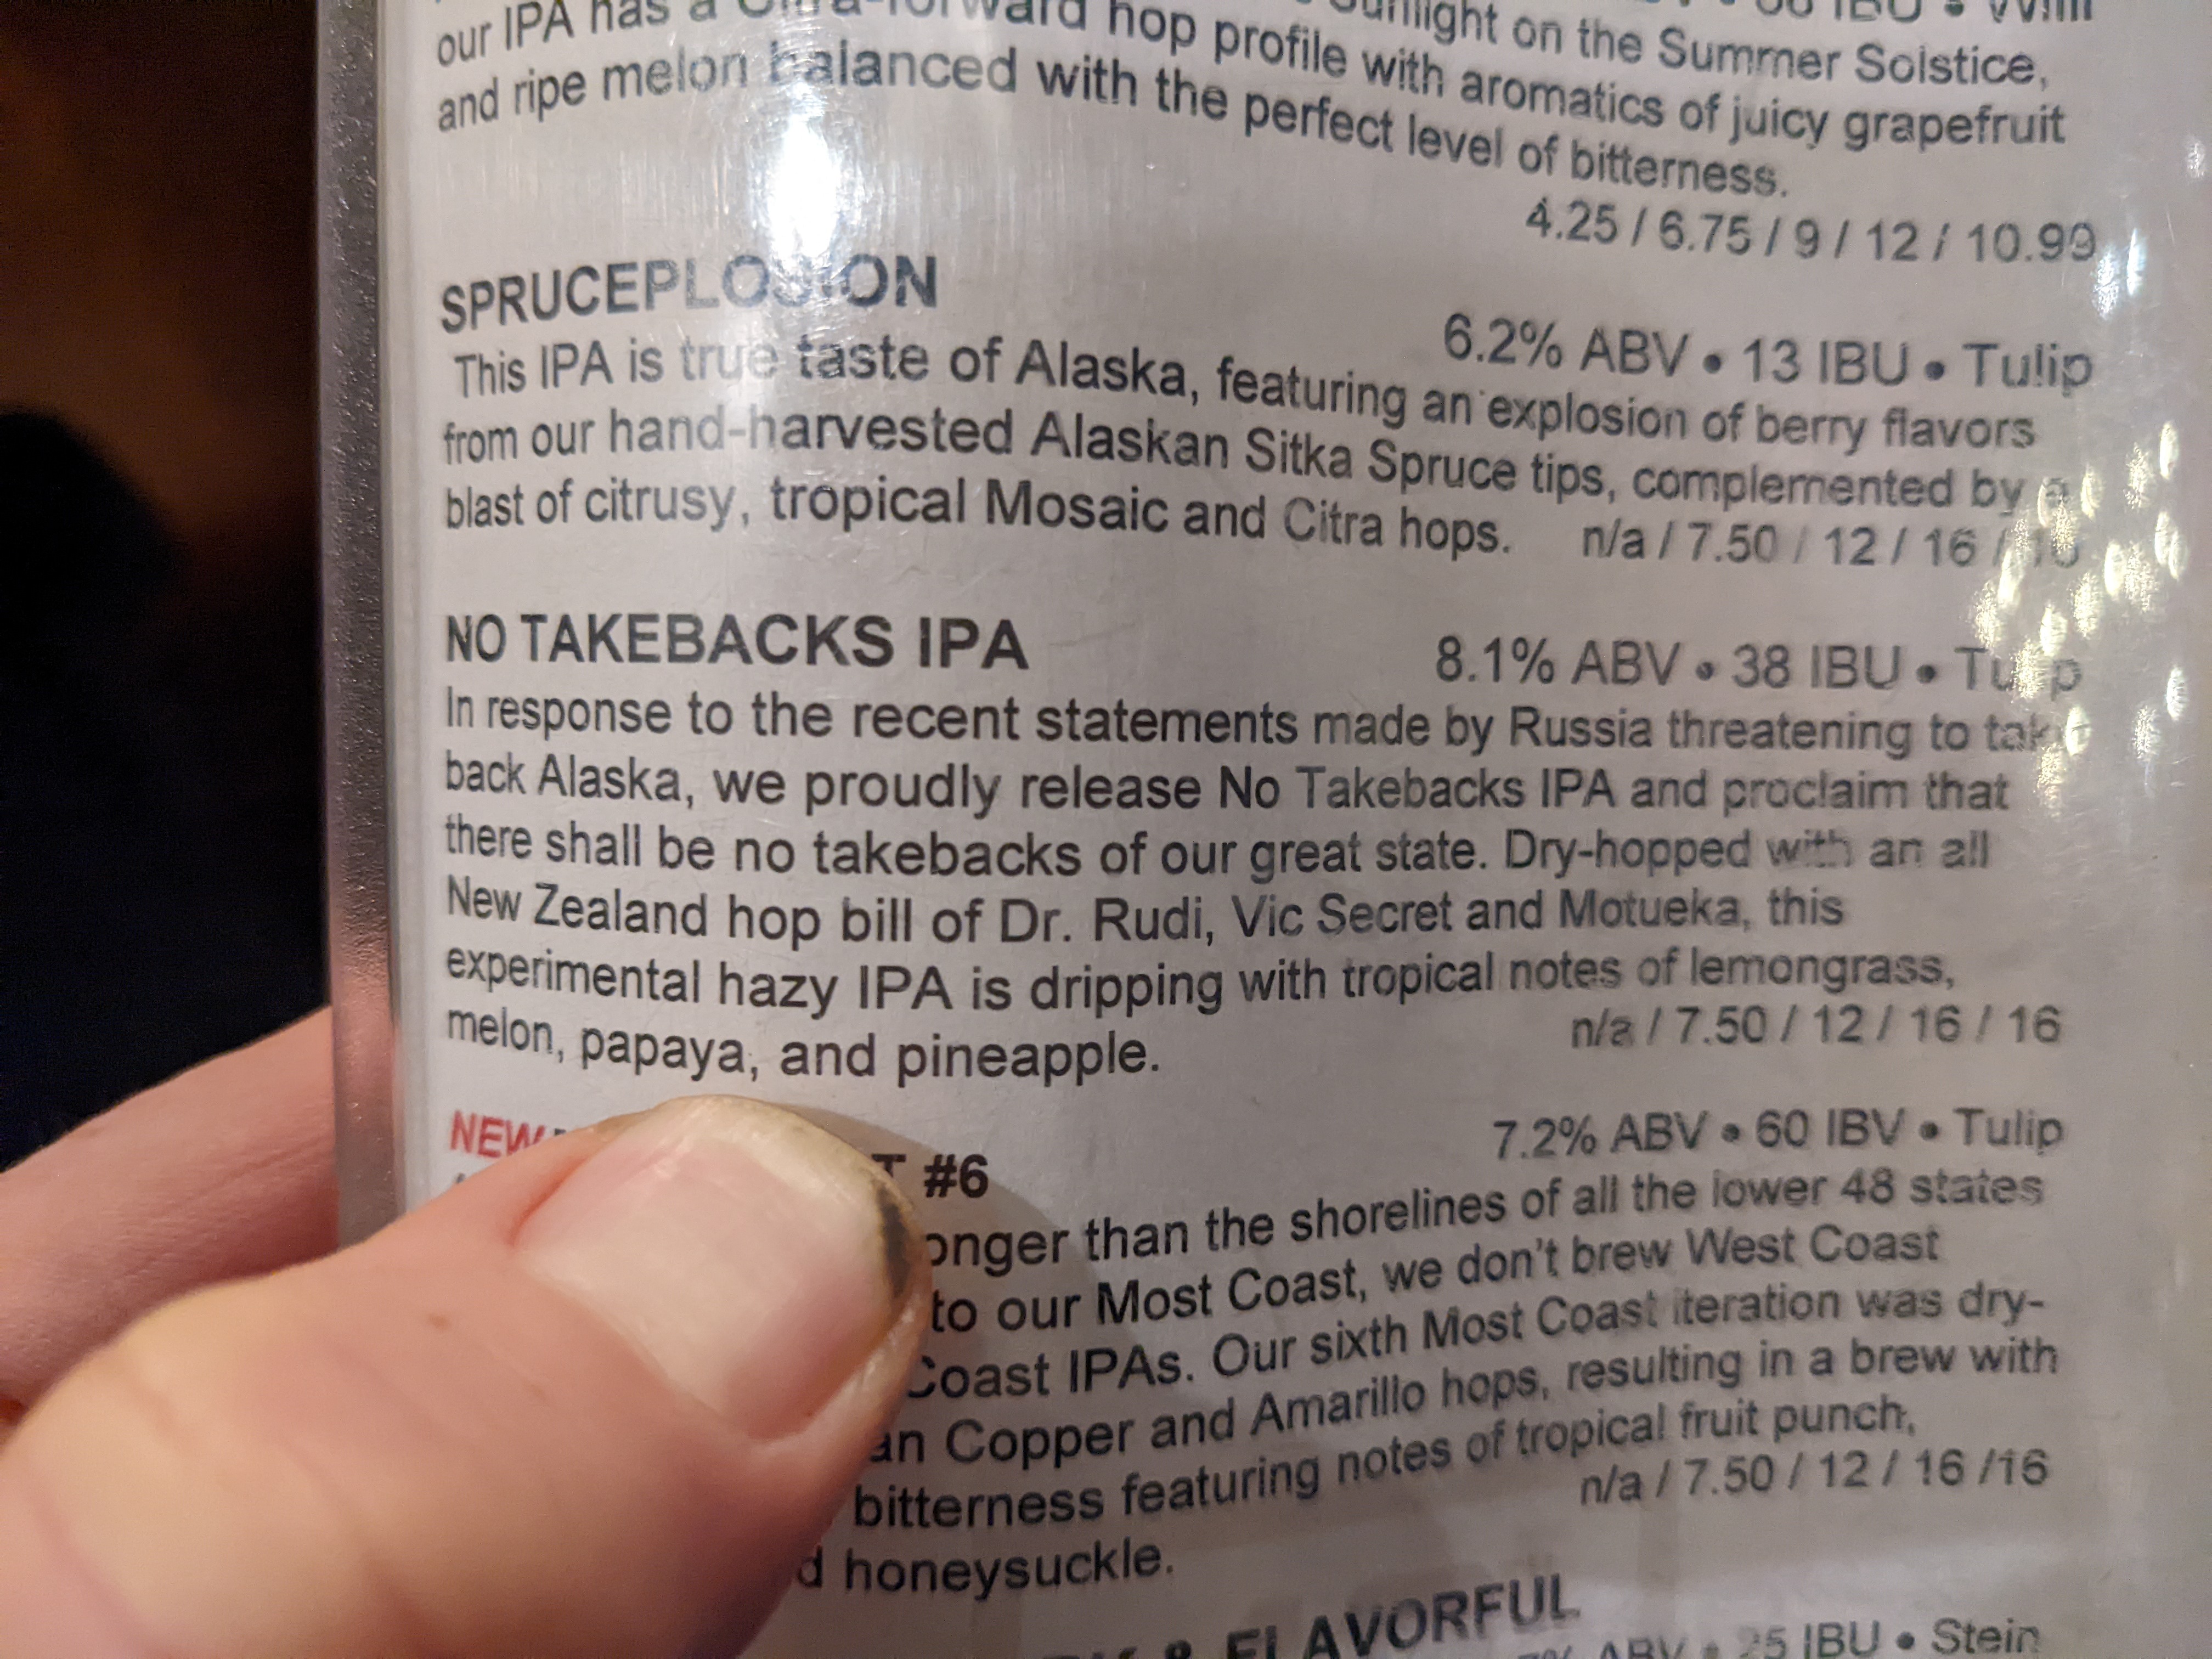 IBU •
sunlight on the Summer Solstice,
our IPA has a Citra-forward hop profile with aromatics of juicy grapefruit
and ripe melon balanced with the perfect level of bitterness.
4.25 / 6.75 / 9 / 12 / 10.99
SPRUCEPLOSION
6.2% ABV • 13 IBU • Tulip
This IPA is true taste of Alaska, featuring an explosion of berry flavors
from our hand-harvested Alaskan Sitka Spruce tips, complemented by a
blast of citrusy, tropical Mosaic and Citra hops. n/a / 7.50 / 12 / 16 / 16
NO TAKEBACKS IPA
8.1% ABV • 38 IBU • Tulip
In response to the recent statements made by Russia threatening to take
back Alaska, we proudly release No Takebacks IPA and proclaim that
there shall be no takebacks of our great state. Dry-hopped with an all
New Zealand hop bill of Dr. Rudi, Vic Secret and Motueka, this
experimental hazy IPA is dripping with tropical notes of lemongrass,
melon, papaya, and pineapple.
n/a / 7.50 / 12 / 16 / 16
NEW
T #6
7.2% ABV • 60 IBV • Tulip
onger than the shorelines of all the lower 48 states
to our Most Coast, we don't brew West Coast
Coast IPAs. Our sixth Most Coast iteration was dry-
an Copper and Amarillo hops, resulting in a brew with
bitterness featuring notes of tropical fruit punch,
d honeysuckle.
n/a / 7.50 / 12 / 16 /16
& FLAVORFUL
% ABV • 25 IBU • Stein